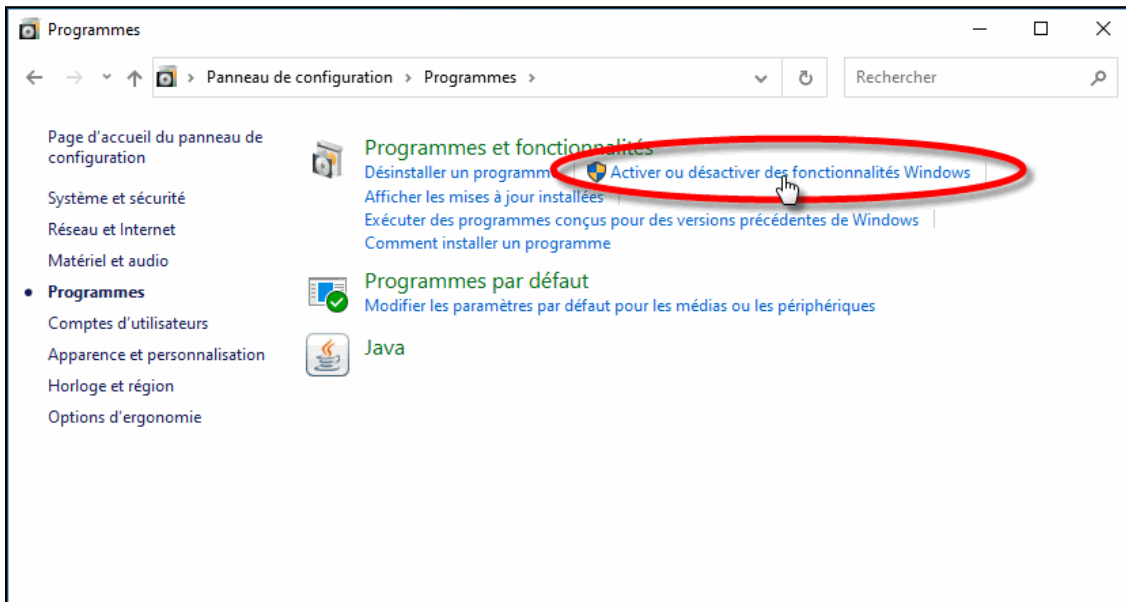 Programmes
Panneau de configuration > Programmes >
Rechercher
Page d'accueil du panneau de
configuration
Système et sécurité
Réseau et Internet
Matériel et audio
Programmes
Comptes d'utilisateurs
Apparence et personnalisation
Horloge et région
Options d'ergonomie
Programmes et fonctionnalités
Désinstaller un programme
Activer ou désactiver des fonctionnalités Windows
Afficher les mises à jour installées
Exécuter des programmes conçus pour des versions précédentes de Windows
Comment installer un programme
Programmes par défaut
Modifier les paramètres par défaut pour les médias ou les périphériques
Java